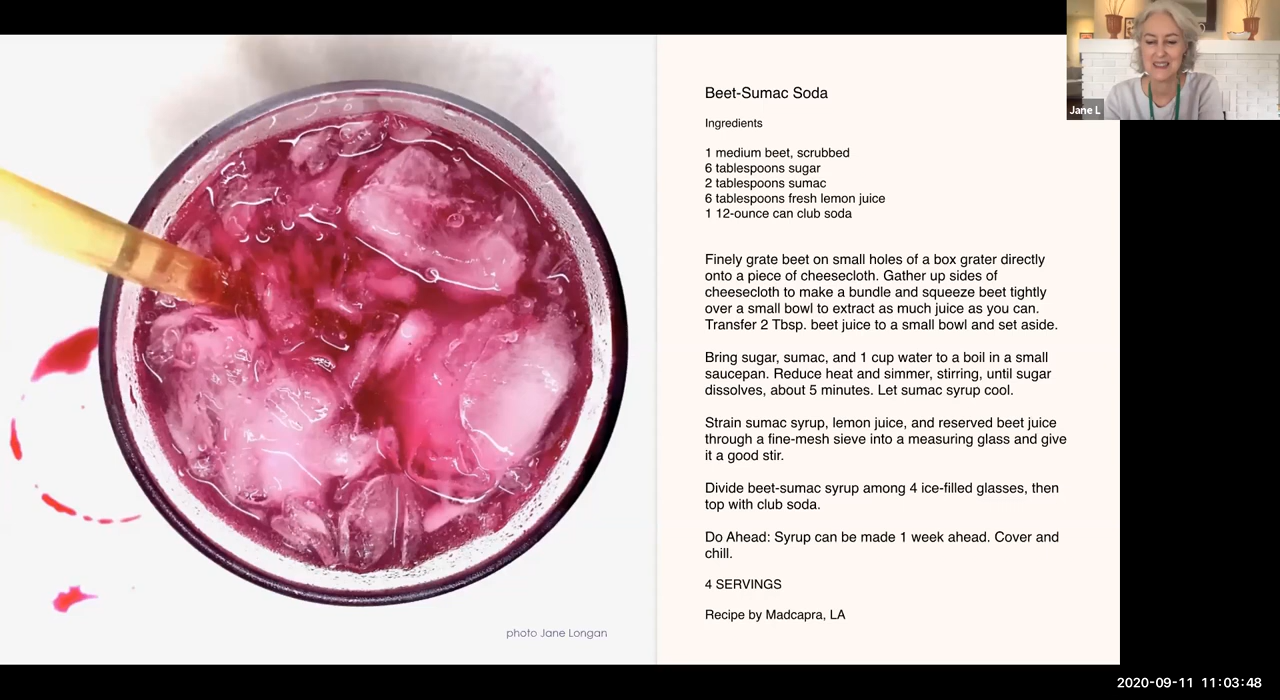 Beet-Sumac Soda
Ingredients
1 medium beet, scrubbed
6 tablespoons sugar
2 tablespoons sumac
6 tablespoons fresh lemon juice
1 12-ounce can club soda
Finely grate beet on small holes of a box grater directly
onto a piece of cheesecloth. Gather up sides of
cheesecloth to make a bundle and squeeze beet tightly
over a small bowl to extract as much juice as you can.
Transfer 2 Tbsp. beet juice to a small bowl and set aside.
Bring sugar, sumac, and 1 cup water to a boil in a small
saucepan. Reduce heat and simmer, stirring, until sugar
dissolves, about 5 minutes. Let sumac syrup cool.
Strain sumac syrup, lemon juice, and reserved beet juice
through a fine-mesh sieve into a measuring glass and give
it a good stir.
Divide beet-sumac syrup among 4 ice-filled glasses, then
top with club soda.
Do Ahead: Syrup can be made 1 week ahead. Cover and
chill.
4 SERVINGS
Recipe by Madcapra, LA
photo Jane Longan
Jane L
2020-09-11 11:03:48